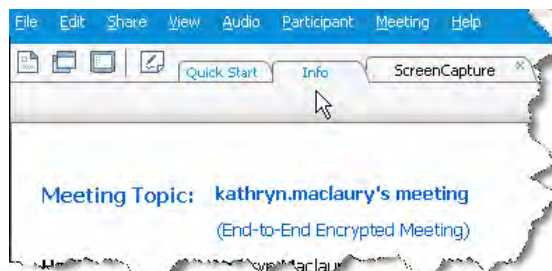 File Edit Share View Audio Participant Meeting Help
Quick Start Info ScreenCapture
Meeting Topic: kathryn.maclaury's meeting
(End-to-End Encrypted Meeting)